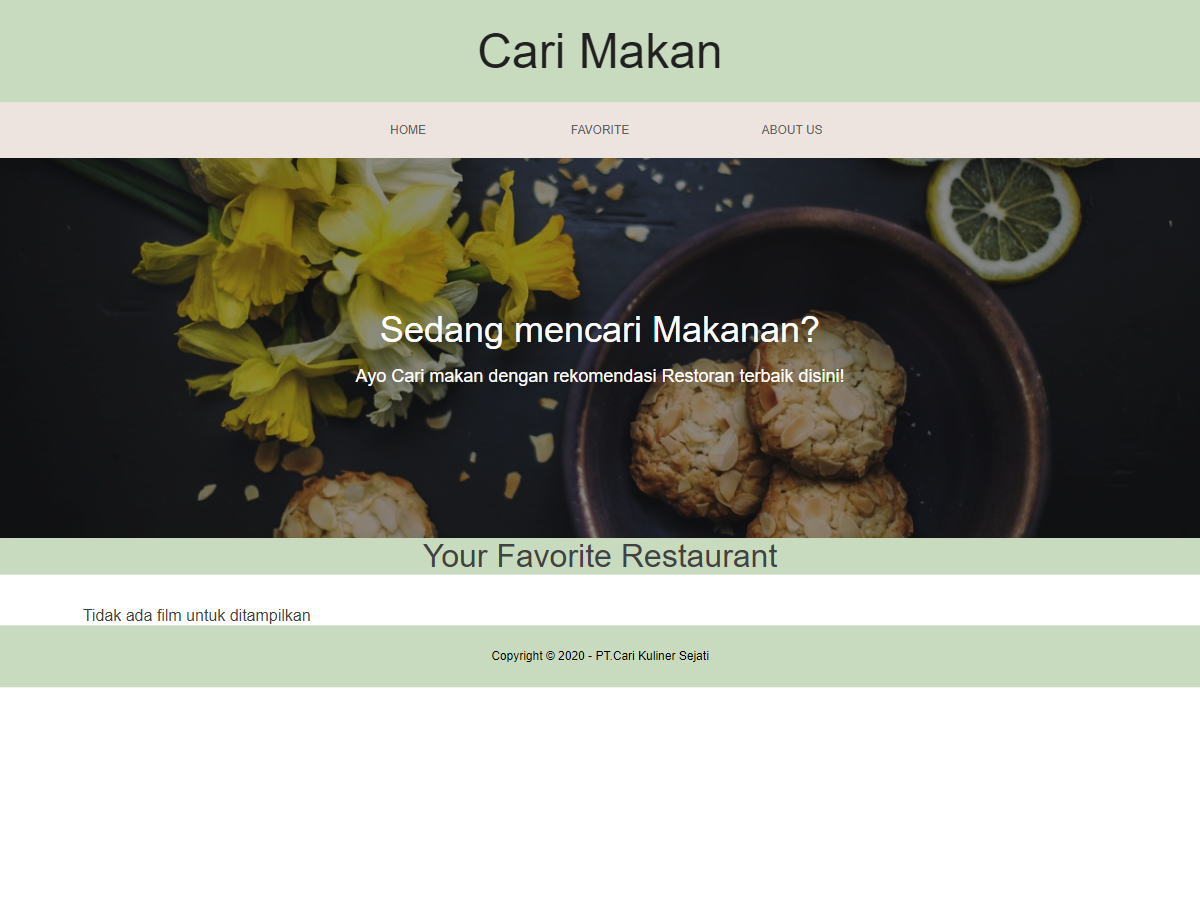 Cari Makan
HOME FAVORITE ABOUT US
Sedang mencari Makanan?
Ayo Cari makan dengan rekomendasi Restoran terbaik disini!
Your Favorite Restaurant
Tidak ada film untuk ditampilkan
Copyright © 2020 - PT.Cari Kuliner Sejati